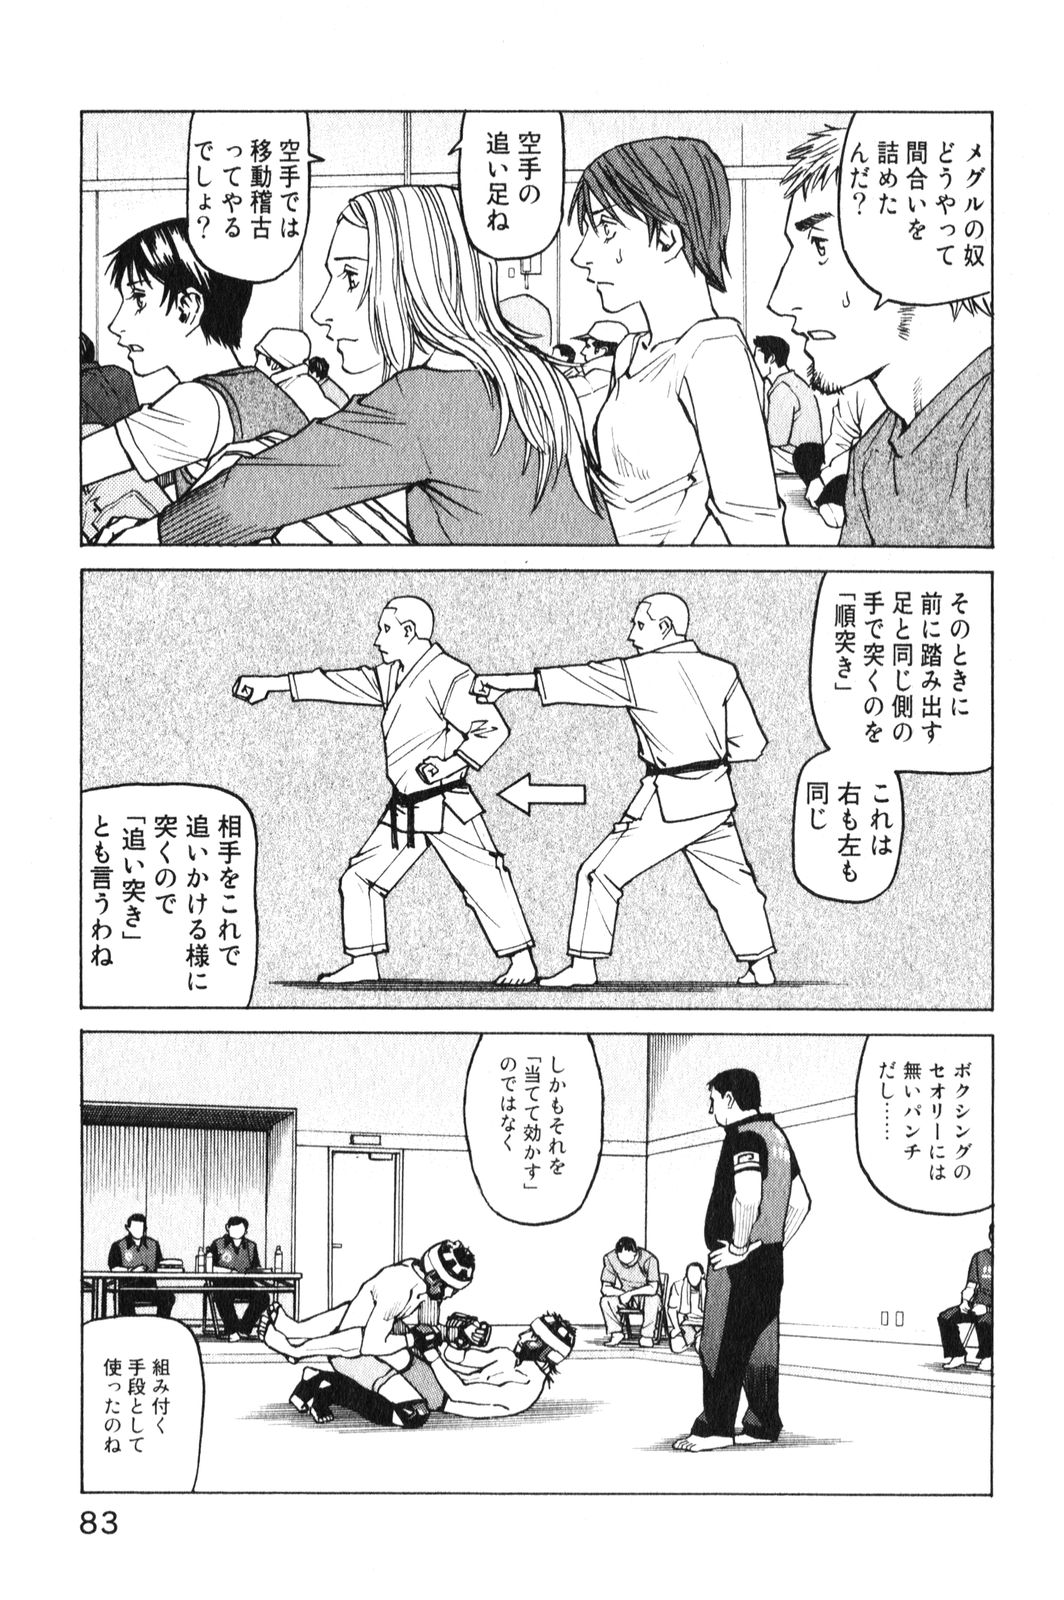 メグルの奴
どうやって
間合いを
詰めた
んだ？
空手の
追い足ね
空手では
移動稽古
ってやる
でしょ？
そのときに
前に踏み出す
足と同じ側の
手で突くのを
「順突き」
これは
右も左も
同じ
相手をこれで
追いかける様に
突くので
「追い突き」
とも言うわね
ボクシングの
セオリーには
無いパンチ
だし……
しかもそれを
「当てて効かす」
のではなく
組み付く
手段として
使ったのね
83